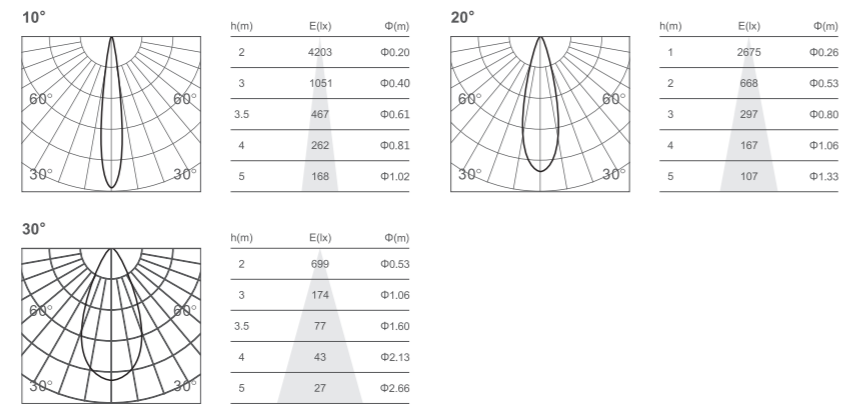 10°
h(m) E(lx) Φ(m)
2 4203 Φ0.20
3 1051 Φ0.40
3.5 467 Φ0.61
4 262 Φ0.81
5 168 Φ1.02
60° 60°
30° 30°
20°
h(m) E(lx) Φ(m)
1 2675 Φ0.26
2 668 Φ0.53
3 297 Φ0.80
4 167 Φ1.06
5 107 Φ1.33
60° 60°
30° 30°
30°
h(m) E(lx) Φ(m)
2 699 Φ0.53
3 174 Φ1.06
3.5 77 Φ1.60
4 43 Φ2.13
5 27 Φ2.66
60° 60°
30° 30°